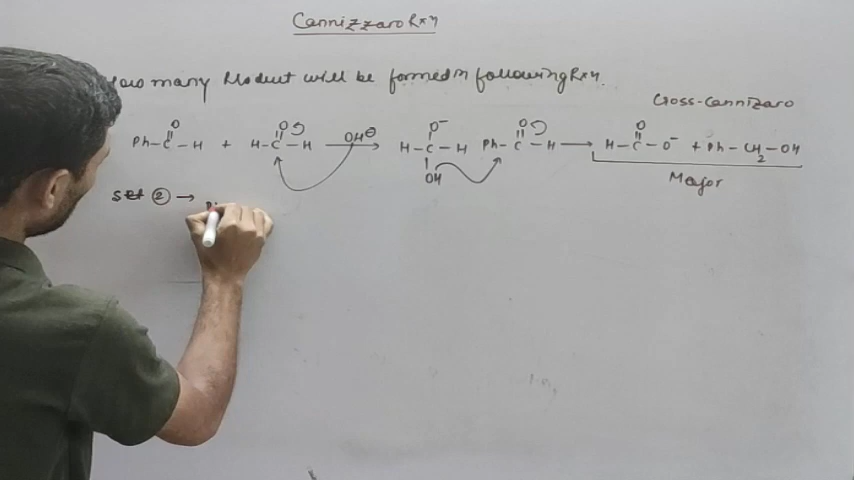 Cannizzaro Rxn
How many Product will be formed in following Rxn.
Cross-Cannizaro
O O OH⊖ O⁻ O O
Ph-C-H + H-C-H → H-C-H Ph-C-H → H-C-O⁻ + Ph-CH₂-OH
OH
Major
Set ② →